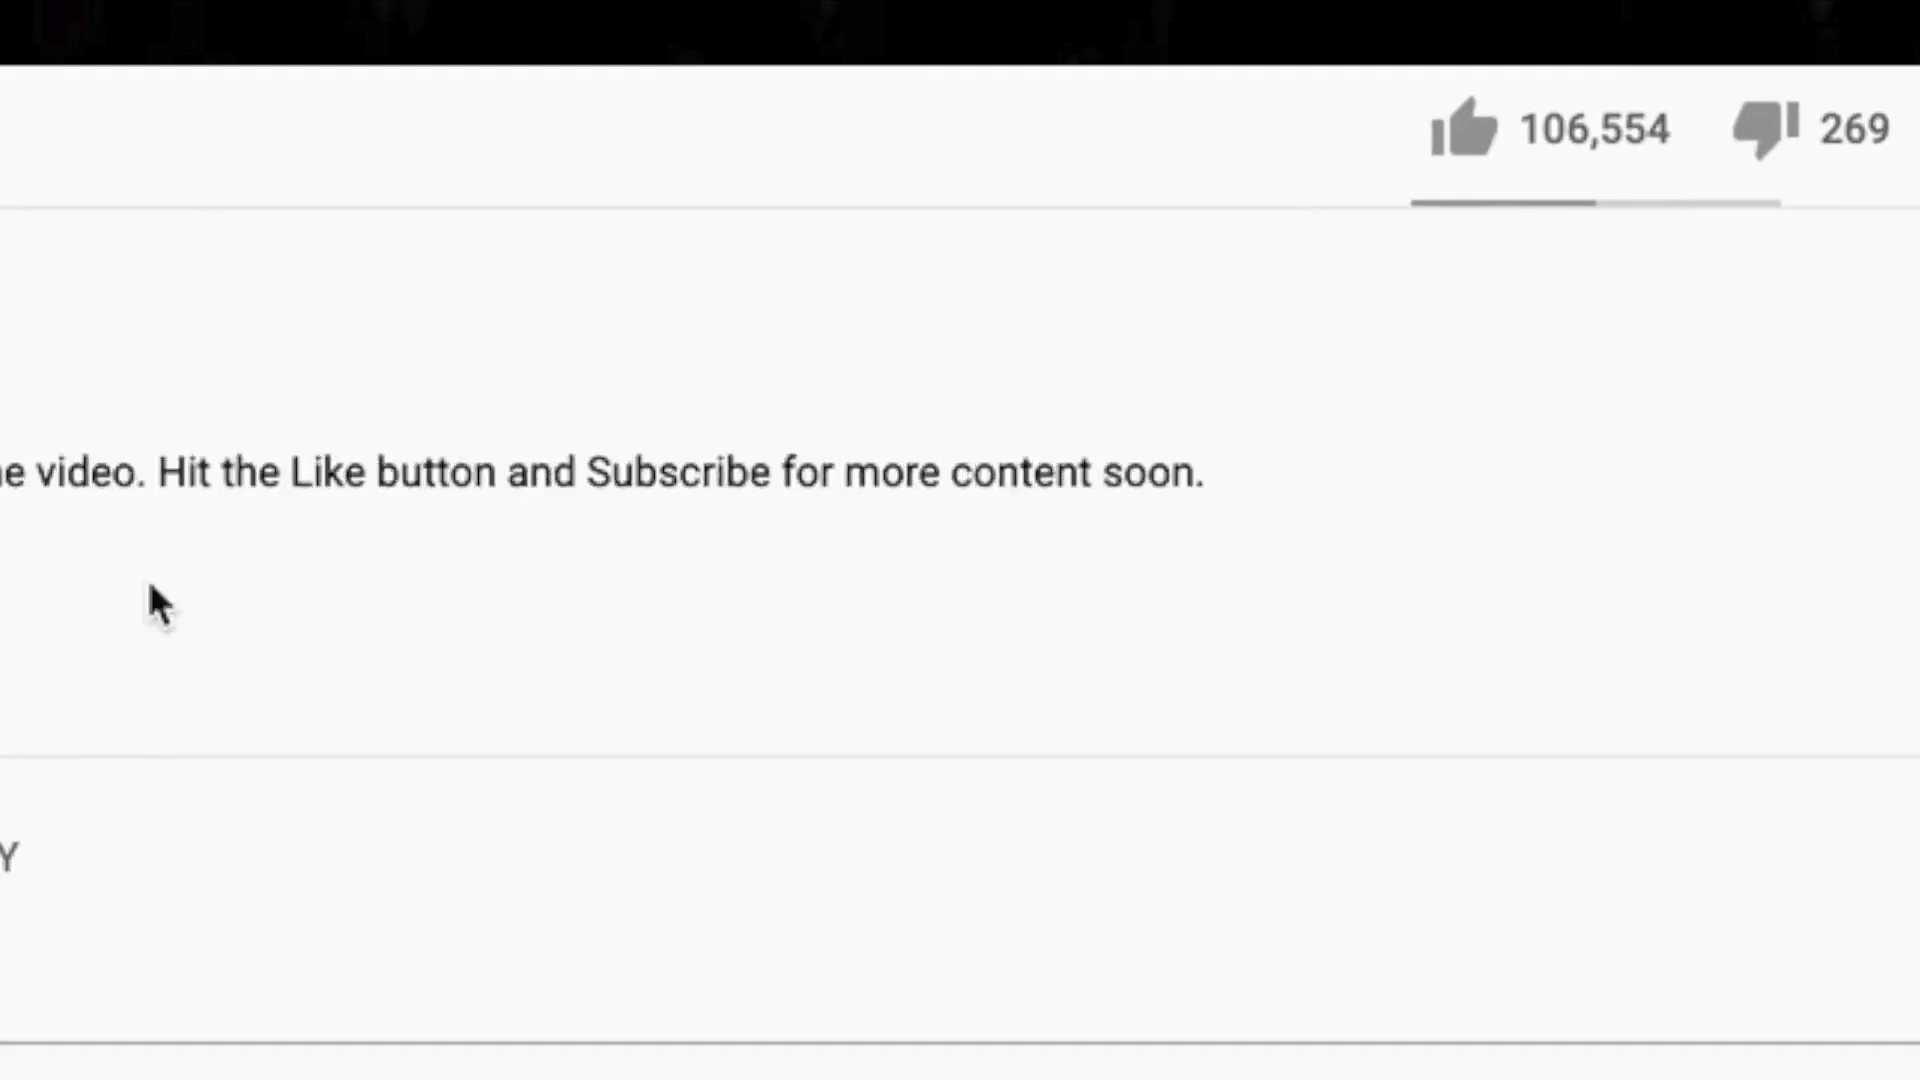 106,554 269
e video. Hit the Like button and Subscribe for more content soon.
Y